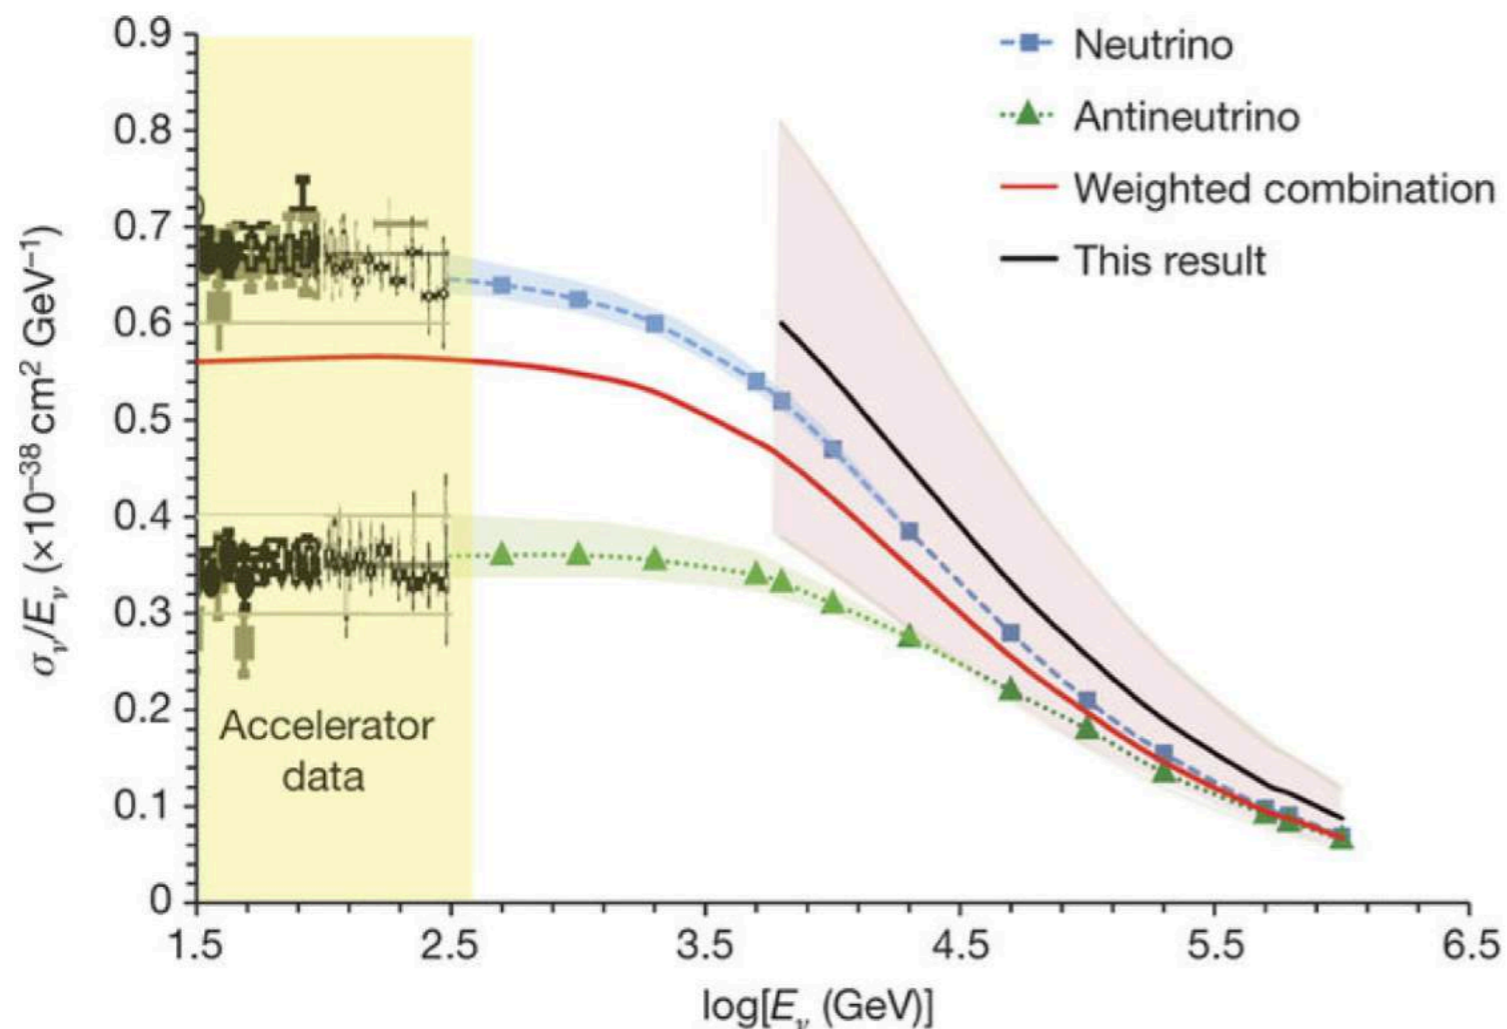 0.9
0.8
0.7
0.6
0.5
0.4
0.3
0.2
0.1
0
σν/Eν (×10⁻³⁸ cm² GeV⁻¹)
Neutrino
Antineutrino
Weighted combination
This result
Accelerator
data
1.5 2.5 3.5 4.5 5.5 6.5
log[Eν (GeV)]